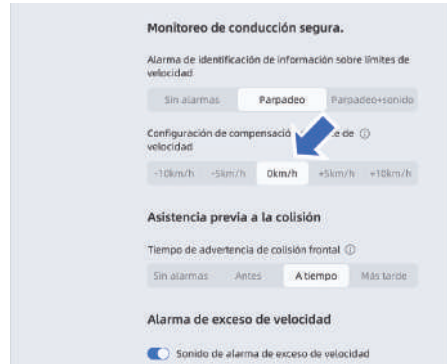 Monitoreo de conducción segura.
Alarma de identificación de información sobre límites de
velocidad
Sin alarmas Parpadeo Parpadeo+sonido
Configuración de de
velocidad
-10km/h -5km/h 0km/h +5km/h +10km/h
Asistencia previa a la colisión
Tiempo de advertencia de colisión frontal
Sin alarmas Antes A tiempo Más tarde
Alarma de exceso de velocidad
Sonido de alarma de exceso de velocidad